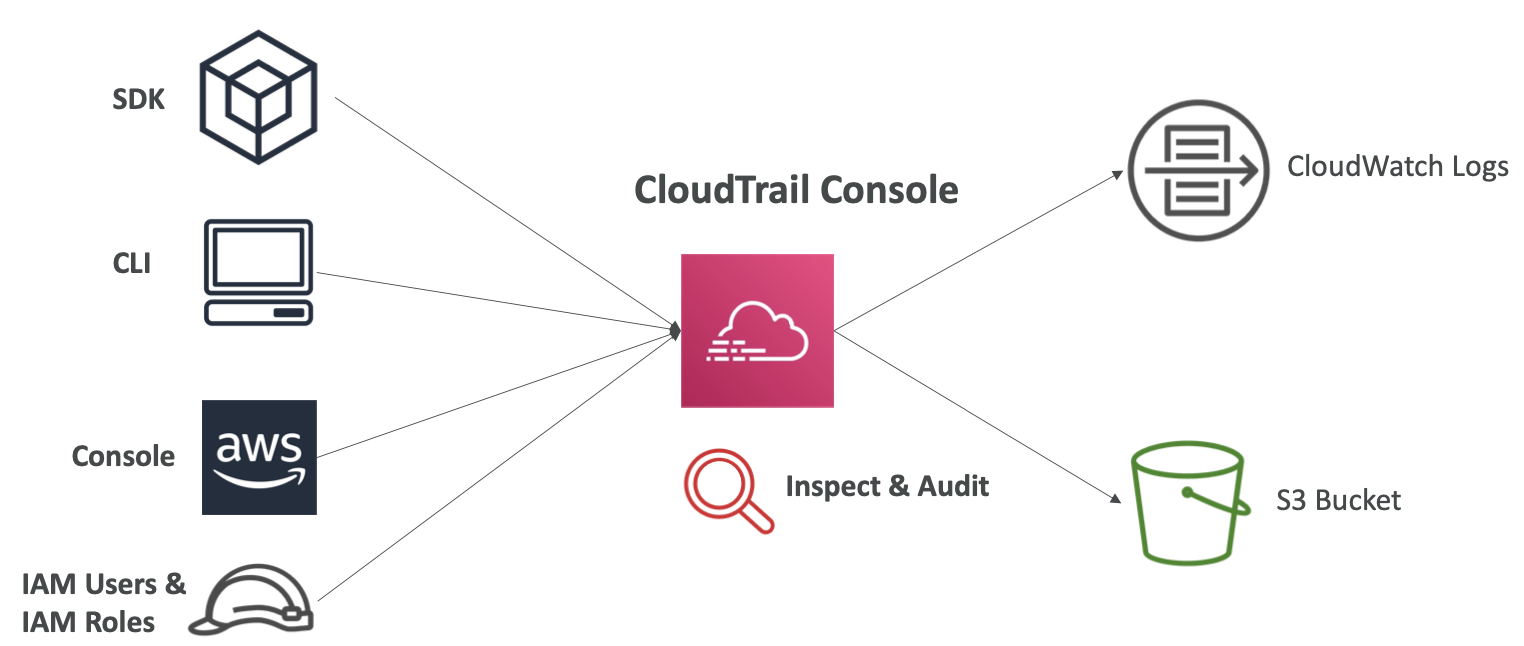 SDK
CloudTrail Console
CloudWatch Logs
CLI
Console
aws
Inspect & Audit
S3 Bucket
IAM Users &
IAM Roles